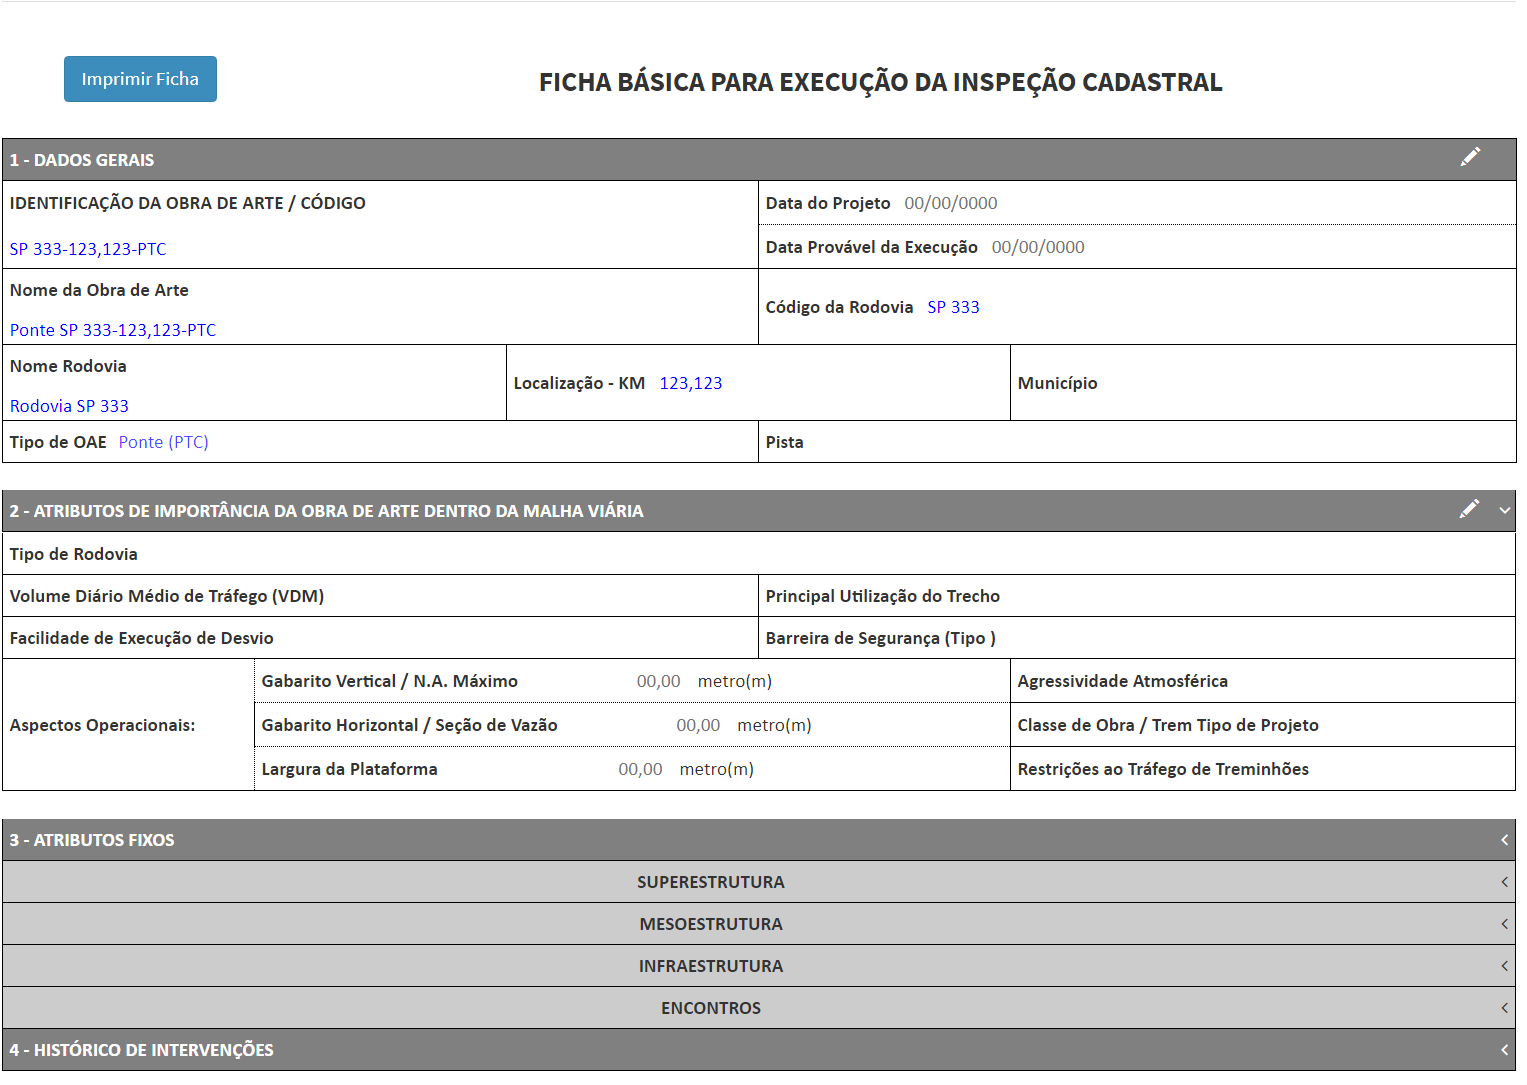 Imprimir Ficha
FICHA BÁSICA PARA EXECUÇÃO DA INSPEÇÃO CADASTRAL
1 - DADOS GERAIS
IDENTIFICAÇÃO DA OBRA DE ARTE / CÓDIGO
SP 333-123,123-PTC
Data do Projeto 00/00/0000
Data Provável da Execução 00/00/0000
Nome da Obra de Arte
Ponte SP 333-123,123-PTC
Código da Rodovia SP 333
Nome Rodovia
Rodovia SP 333
Localização - KM 123,123
Município
Tipo de OAE Ponte (PTC)
Pista
2 - ATRIBUTOS DE IMPORTÂNCIA DA OBRA DE ARTE DENTRO DA MALHA VIÁRIA
Tipo de Rodovia
Volume Diário Médio de Tráfego (VDM)
Principal Utilização do Trecho
Facilidade de Execução de Desvio
Barreira de Segurança (Tipo )
Aspectos Operacionais:
Gabarito Vertical / N.A. Máximo 00,00 metro(m)
Agressividade Atmosférica
Gabarito Horizontal / Seção de Vazão 00,00 metro(m)
Classe de Obra / Trem Tipo de Projeto
Largura da Plataforma 00,00 metro(m)
Restrições ao Tráfego de Treminhões
3 - ATRIBUTOS FIXOS
SUPERESTRUTURA
MESOESTRUTURA
INFRAESTRUTURA
ENCONTROS
4 - HISTÓRICO DE INTERVENÇÕES